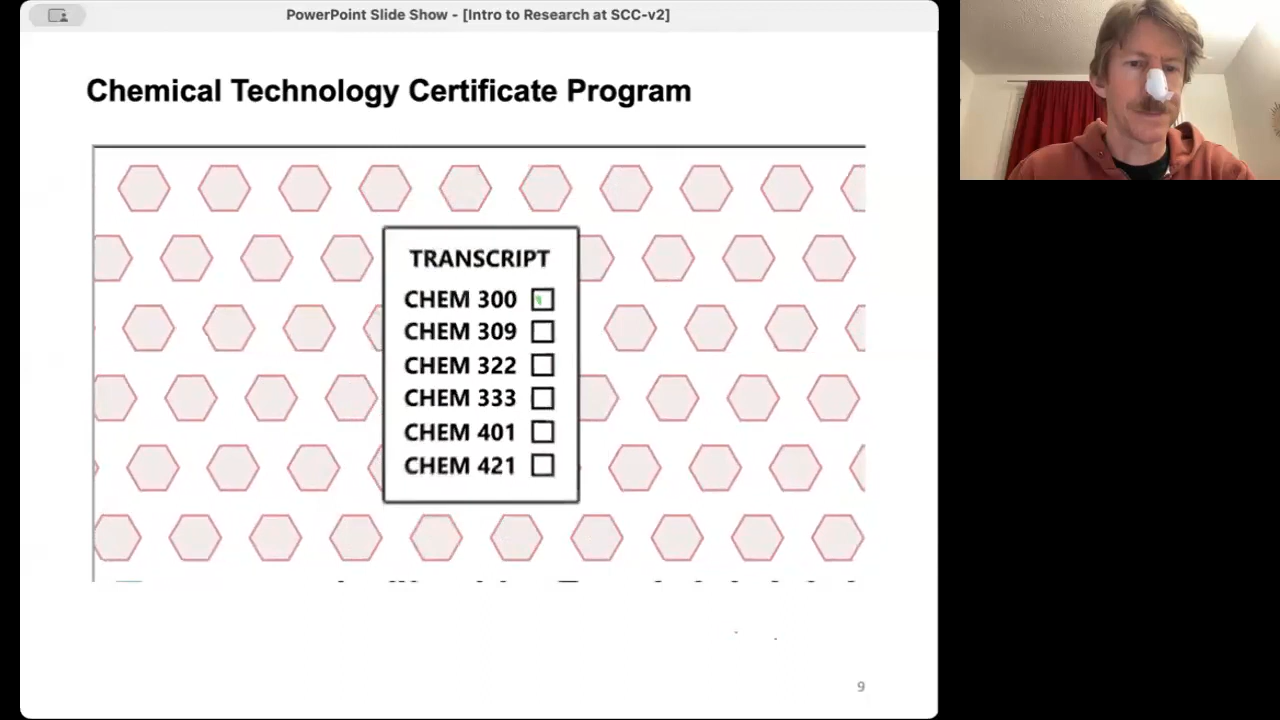 PowerPoint Slide Show - [Intro to Research at SCC-v2]
Chemical Technology Certificate Program
TRANSCRIPT
CHEM 300
CHEM 309
CHEM 322
CHEM 333
CHEM 401
CHEM 421
9